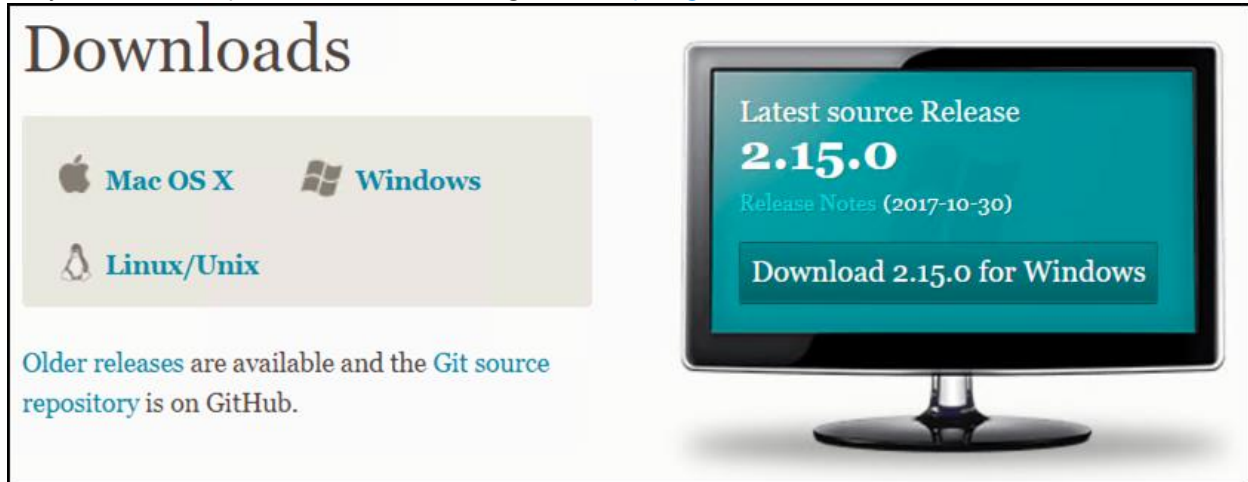 Downloads
Mac OS X
Windows
Linux/Unix
Older releases are available and the Git source
repository is on GitHub.
Latest source Release
2.15.0
Release Notes (2017-10-30)
Download 2.15.0 for Windows